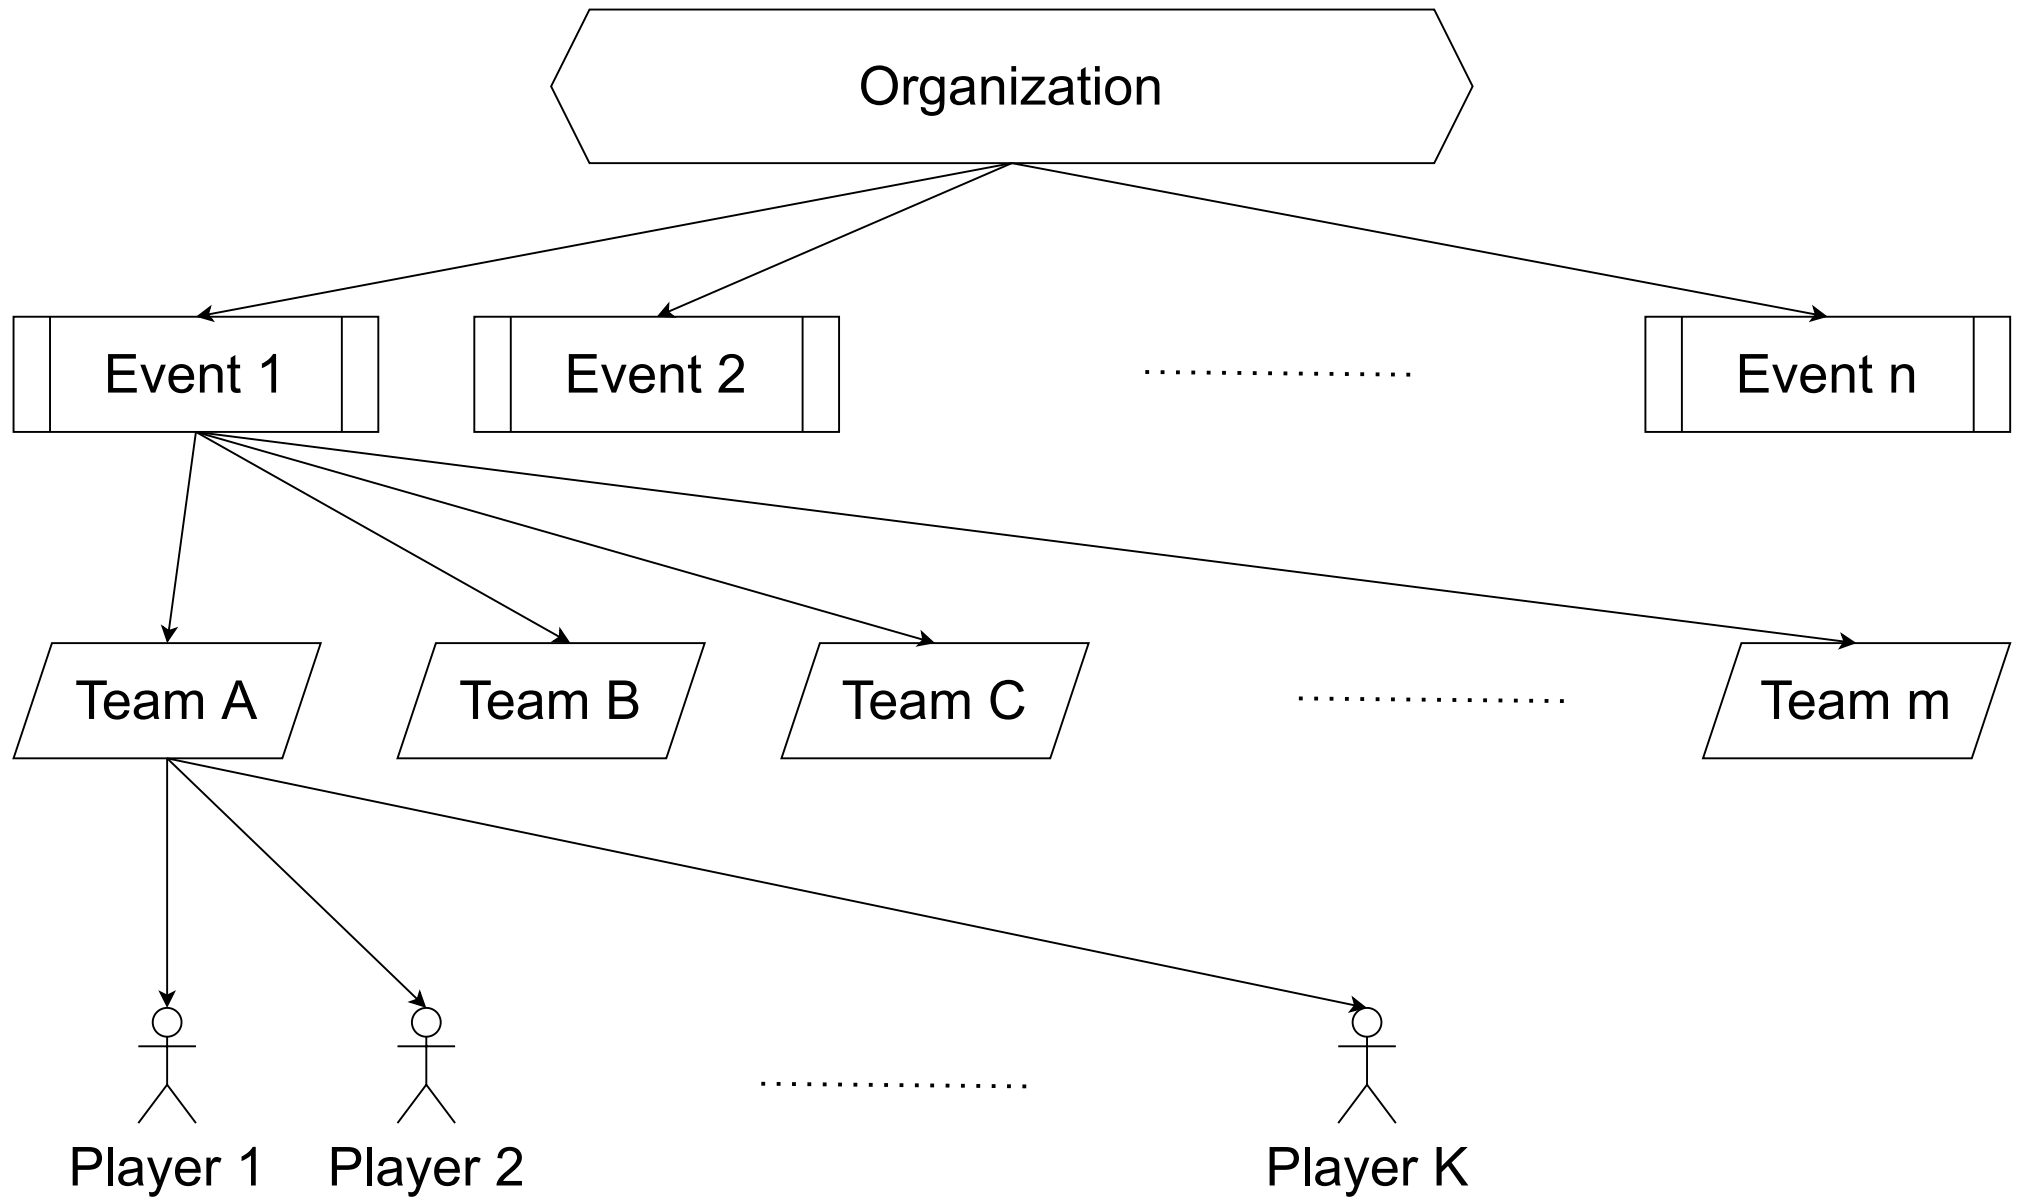 Organization
Event 1
Event 2
Event n
Team A
Team B
Team C
Team m
Player 1
Player 2
Player K